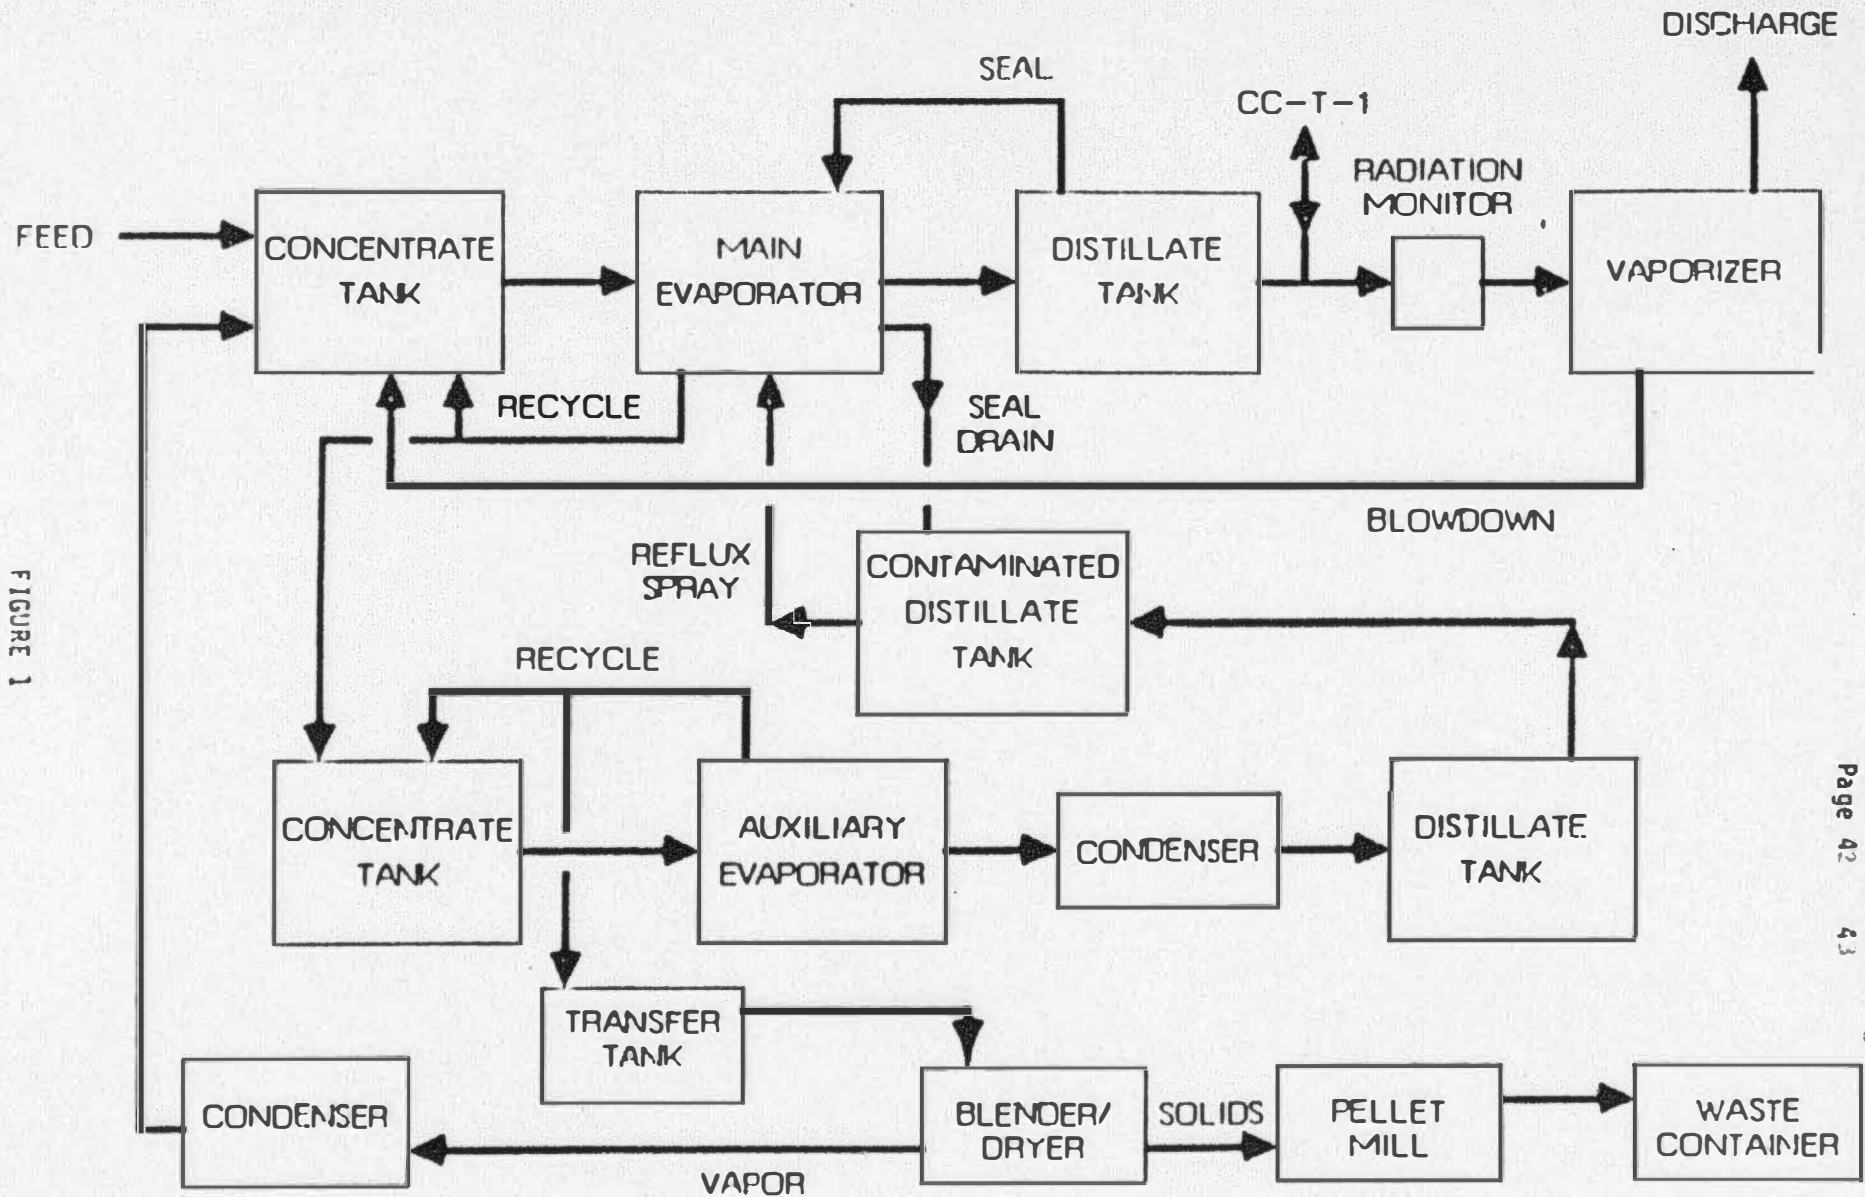 DISCHARGE
SEAL
CC-T-1
RADIATION
MONITOR
FEED
CONCENTRATE
TANK
MAIN
EVAPORATOR
DISTILLATE
TANK
VAPORIZER
RECYCLE
SEAL
DRAIN
BLOWDOWN
REFLUX
SPRAY
CONTAMINATED
DISTILLATE
TANK
FIGURE 1
RECYCLE
CONCENTRATE
TANK
AUXILIARY
EVAPORATOR
CONDENSER
DISTILLATE
TANK
Page 42 43
TRANSFER
TANK
CONDENSER
BLENDER/
DRYER
SOLIDS
PELLET
MILL
WASTE
CONTAINER
VAPOR